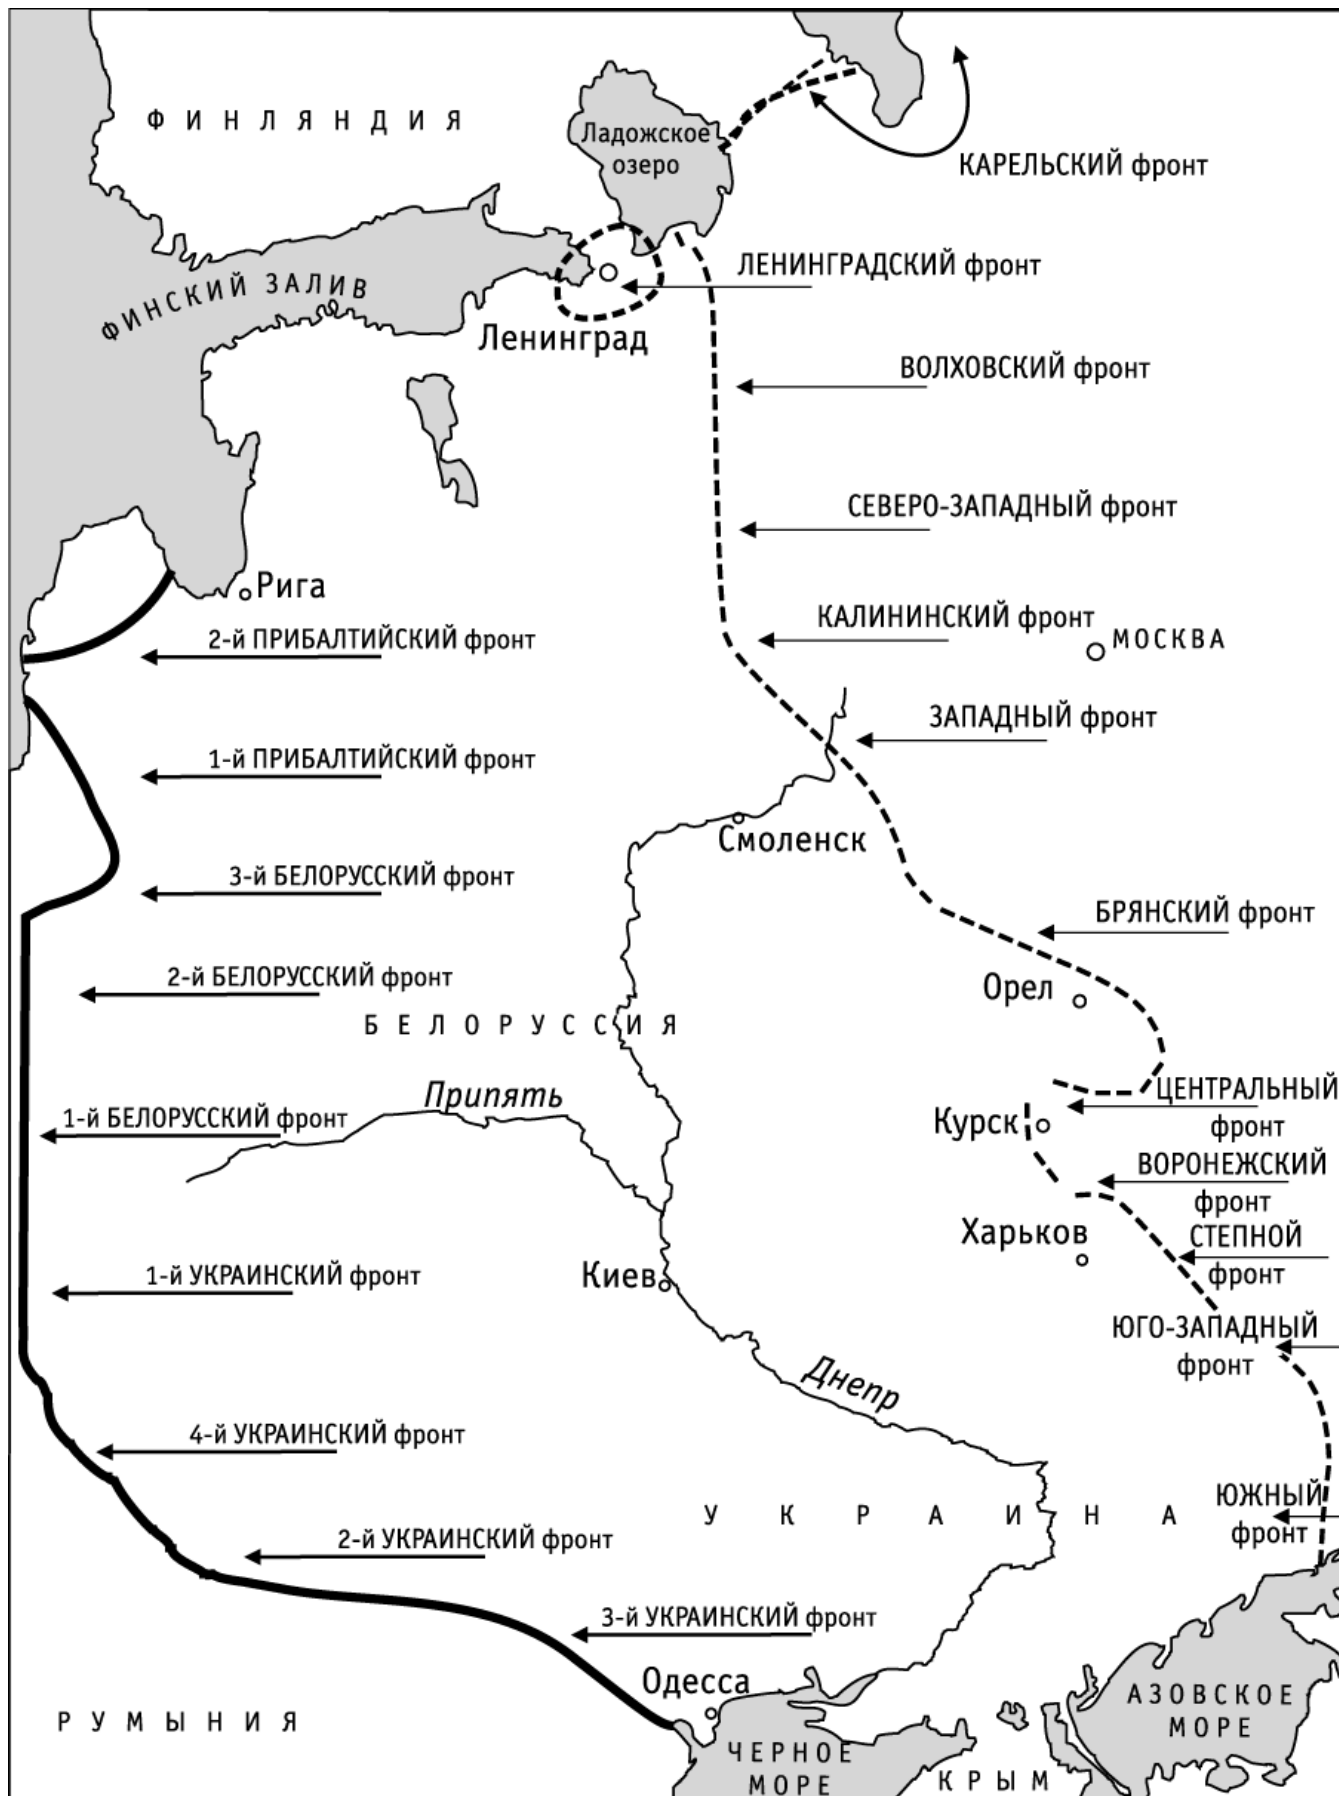 ФИНЛЯНДИЯ
Ладожское
озеро
КАРЕЛЬСКИЙ фронт
ЛЕНИНГРАДСКИЙ фронт
ФИНСКИЙ ЗАЛИВ
Ленинград
ВОЛХОВСКИЙ фронт
СЕВЕРО-ЗАПАДНЫЙ фронт
Рига
КАЛИНИНСКИЙ фронт
2-й ПРИБАЛТИЙСКИЙ фронт
МОСКВА
ЗАПАДНЫЙ фронт
1-й ПРИБАЛТИЙСКИЙ фронт
Смоленск
3-й БЕЛОРУССКИЙ фронт
БРЯНСКИЙ фронт
2-й БЕЛОРУССКИЙ фронт
Орел
БЕЛОРУССИЯ
Припять
ЦЕНТРАЛЬНЫЙ
фронт
1-й БЕЛОРУССКИЙ фронт
Курск
ВОРОНЕЖСКИЙ
фронт
Харьков
СТЕПНОЙ
фронт
1-й УКРАИНСКИЙ фронт
Киев
ЮГО-ЗАПАДНЫЙ
фронт
Днепр
4-й УКРАИНСКИЙ фронт
УКРАИНА
ЮЖНЫЙ
фронт
2-й УКРАИНСКИЙ фронт
3-й УКРАИНСКИЙ фронт
Одесса
АЗОВСКОЕ
МОРЕ
РУМЫНИЯ
ЧЕРНОЕ
МОРЕ
КРЫМ